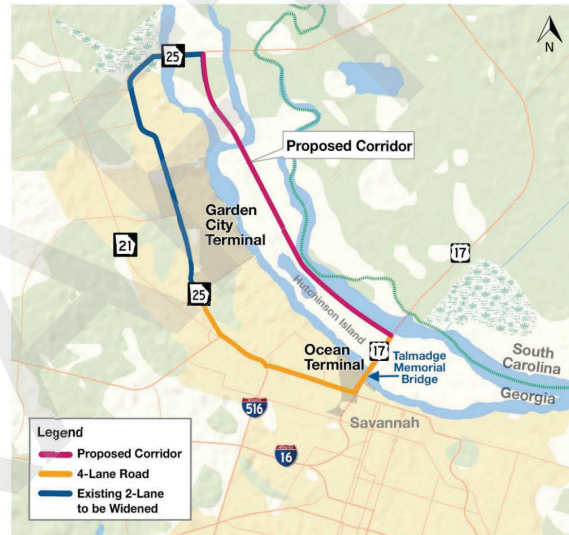 N
25
Proposed Corridor
Garden
City
Terminal
21
17
25
Hutchinson Island
Ocean
Terminal
17
Talmadge
Memorial
Bridge
South
Carolina
Georgia
516
Savannah
16
Legend
Proposed Corridor
4-Lane Road
Existing 2-Lane
to be Widened